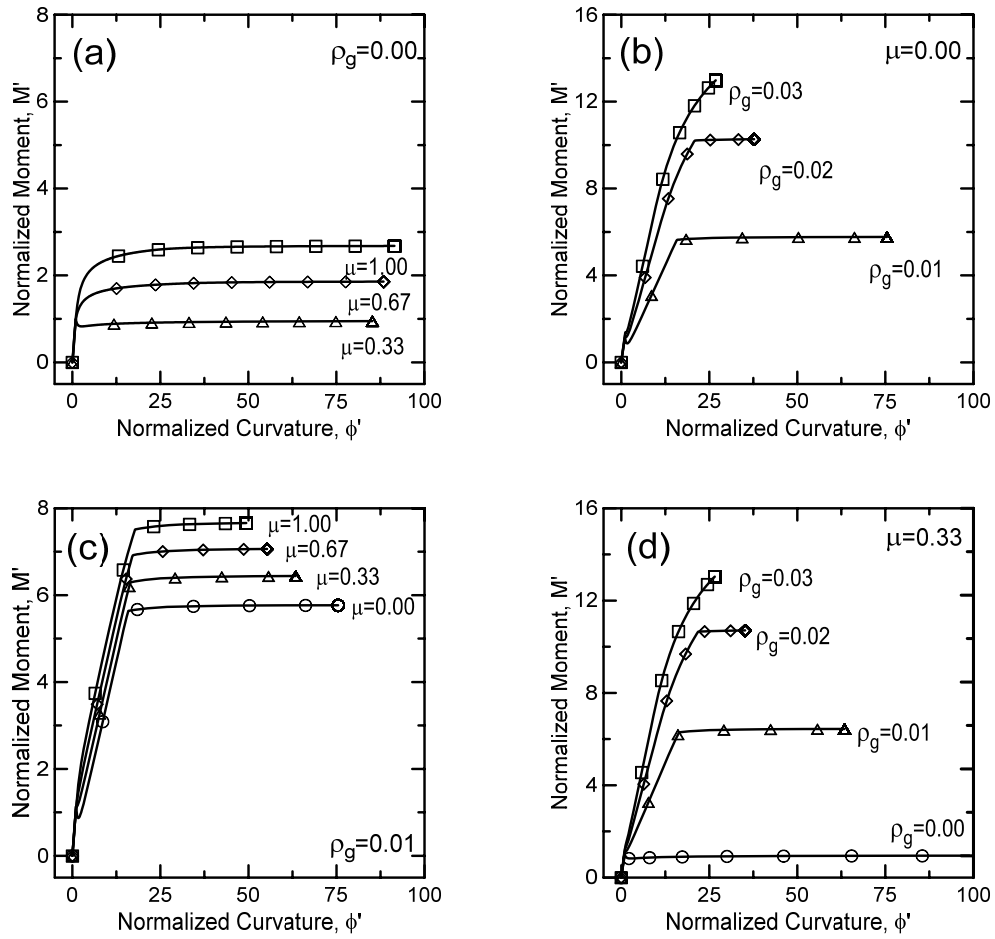 (a)
ρg=0.00
Normalized Moment, M'
8
6
4
2
0
μ=1.00
μ=0.67
μ=0.33
0 25 50 75 100
Normalized Curvature, ϕ'
(b)
μ=0.00
Normalized Moment, M'
16
12
8
4
0
ρg=0.03
ρg=0.02
ρg=0.01
0 25 50 75 100
Normalized Curvature, ϕ'
(c)
Normalized Moment, M'
8
6
4
2
0
μ=1.00
μ=0.67
μ=0.33
μ=0.00
ρg=0.01
0 25 50 75 100
Normalized Curvature, ϕ'
(d)
μ=0.33
Normalized Moment, M'
16
12
8
4
0
ρg=0.03
ρg=0.02
ρg=0.01
ρg=0.00
0 25 50 75 100
Normalized Curvature, ϕ'